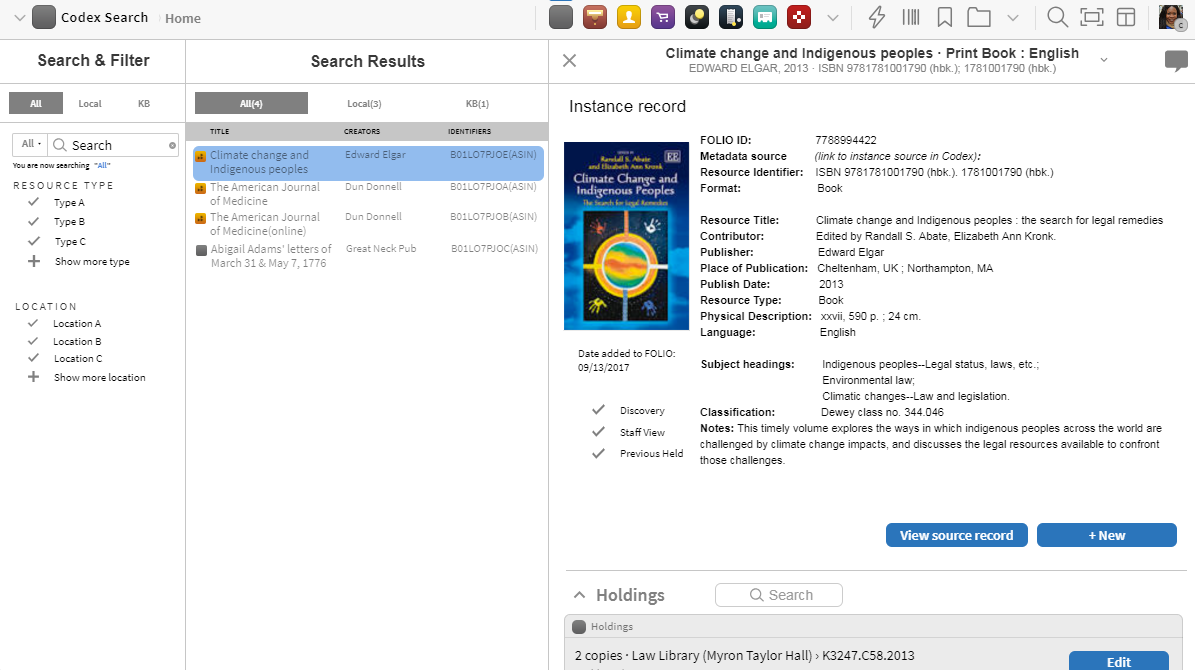 Codex Search
Home
Search & Filter
All
Local
KB
All
Search
You are now searching "All"
RESOURCE TYPE
Type A
Type B
Type C
Show more type
LOCATION
Location A
Location B
Location C
Show more location
Search Results
All(4)
Local(3)
KB(1)
TITLE CREATORS IDENTIFIERS
Climate change and Indigenous peoples Edward Elgar B01LO7PJOE(ASIN)
The American Journal of Medicine Dun Donnell B01LO7PJOA(ASIN)
The American Journal of Medicine(online) Dun Donnell B01LO7PJOB(ASIN)
Abigail Adams' letters of March 31 & May 7, 1776 Great Neck Pub B01LO7PJOC(ASIN)
Climate change and Indigenous peoples · Print Book : English
EDWARD ELGAR, 2013 · ISBN 9781781001790 (hbk.); 1781001790 (hbk.)
C
Instance record
Randall S. Abate
and Elizabeth Ann Kronk
EE
Climate Change and
Indigenous Peoples
The Search for Legal Remedies
Date added to FOLIO:
09/13/2017
Discovery
Staff View
Previous Held
FOLIO ID: 7788994422
Metadata source (link to instance source in Codex):
Resource Identifier: ISBN 9781781001790 (hbk.). 1781001790 (hbk.)
Format: Book
Resource Title: Climate change and Indigenous peoples : the search for legal remedies
Contributor: Edited by Randall S. Abate, Elizabeth Ann Kronk.
Publisher: Edward Elgar
Place of Publication: Cheltenham, UK ; Northampton, MA
Publish Date: 2013
Resource Type: Book
Physical Description: xxvii, 590 p. ; 24 cm.
Language: English
Subject headings: Indigenous peoples--Legal status, laws, etc.;
Environmental law;
Climatic changes--Law and legislation.
Classification: Dewey class no. 344.046
Notes: This timely volume explores the ways in which indigenous peoples across the world are
challenged by climate change impacts, and discusses the legal resources available to confront
those challenges.
View source record
+ New
Holdings
Search
Holdings
2 copies · Law Library (Myron Taylor Hall) › K3247.C58.2013
Edit